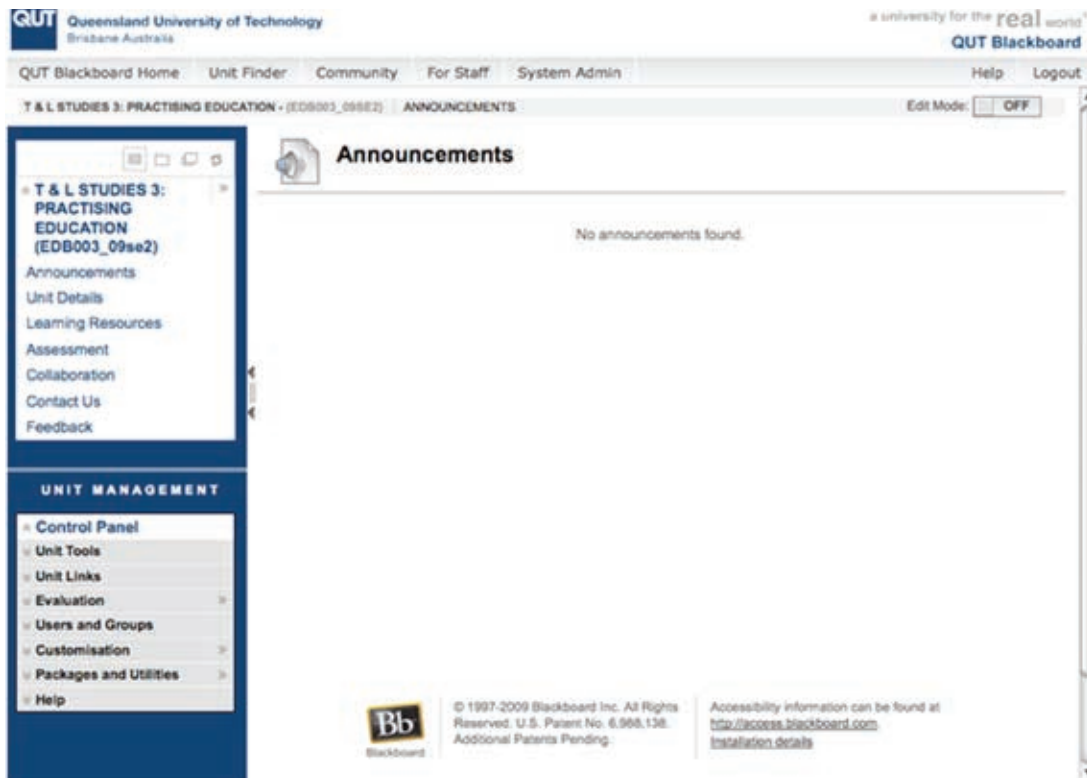 QUT Queensland University of Technology
Brisbane Australia
a university for the real world
QUT Blackboard
QUT Blackboard Home Unit Finder Community For Staff System Admin Help Logout
T & L STUDIES 3: PRACTISING EDUCATION - (EDB003_09SE2) ANNOUNCEMENTS Edit Mode: OFF
T & L STUDIES 3:
PRACTISING
EDUCATION
(EDB003_09se2)
Announcements
Unit Details
Learning Resources
Assessment
Collaboration
Contact Us
Feedback
UNIT MANAGEMENT
Control Panel
Unit Tools
Unit Links
Evaluation
Users and Groups
Customisation
Packages and Utilities
Help
Announcements
No announcements found.
Bb
Blackboard
© 1997-2009 Blackboard Inc. All Rights
Reserved. U.S. Patent No. 6,988,138.
Additional Patents Pending.
Accessibility information can be found at
http://access.blackboard.com.
Installation details